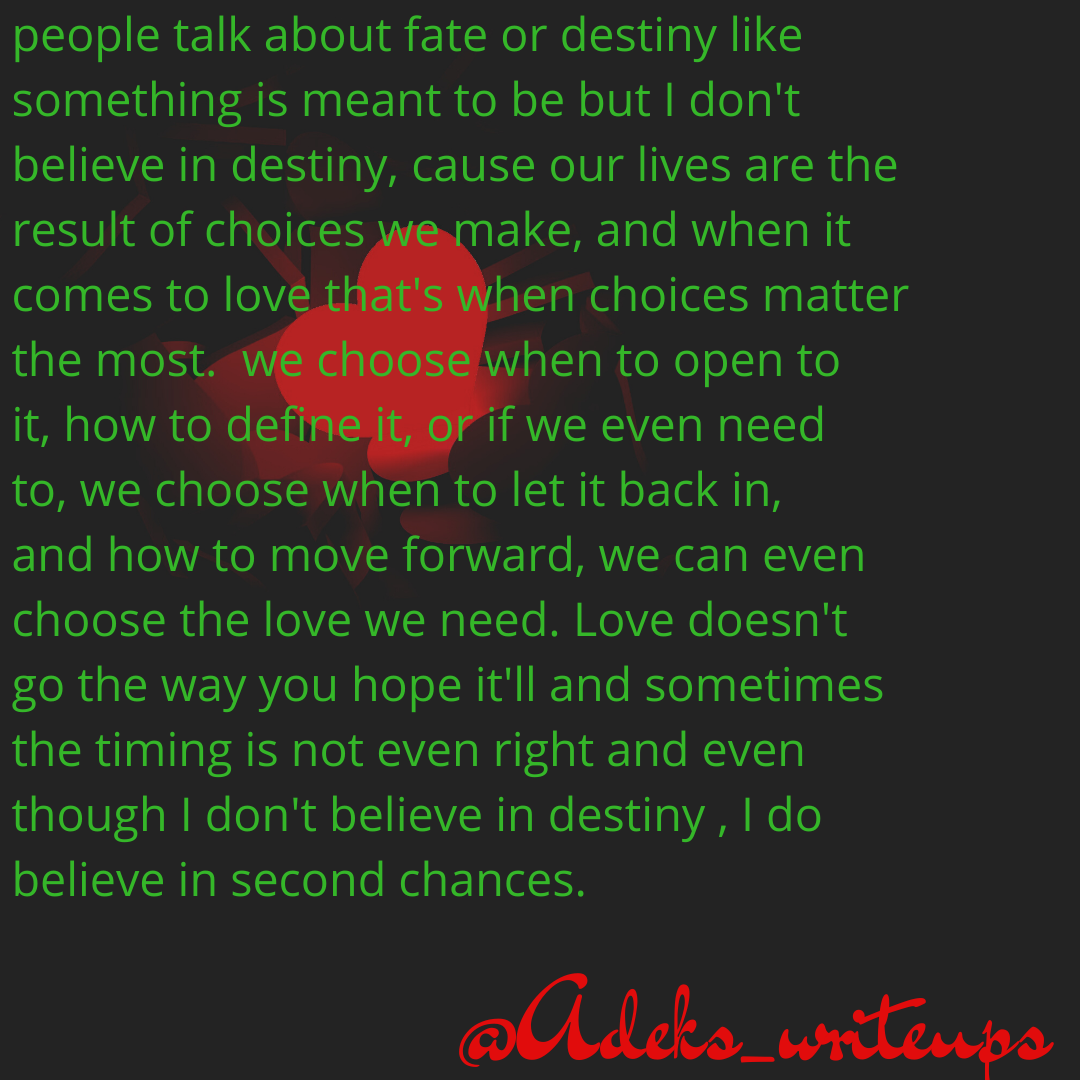 people talk about fate or destiny like
something is meant to be but I don't
believe in destiny, cause our lives are the
result of choices we make, and when it
comes to love that's when choices matter
the most.  we choose when to open to
it, how to define it, or if we even need
to, we choose when to let it back in,
and how to move forward, we can even
choose the love we need. Love doesn't
go the way you hope it'll and sometimes
the timing is not even right and even
though I don't believe in destiny , I do
believe in second chances.
@Adeks_writeups